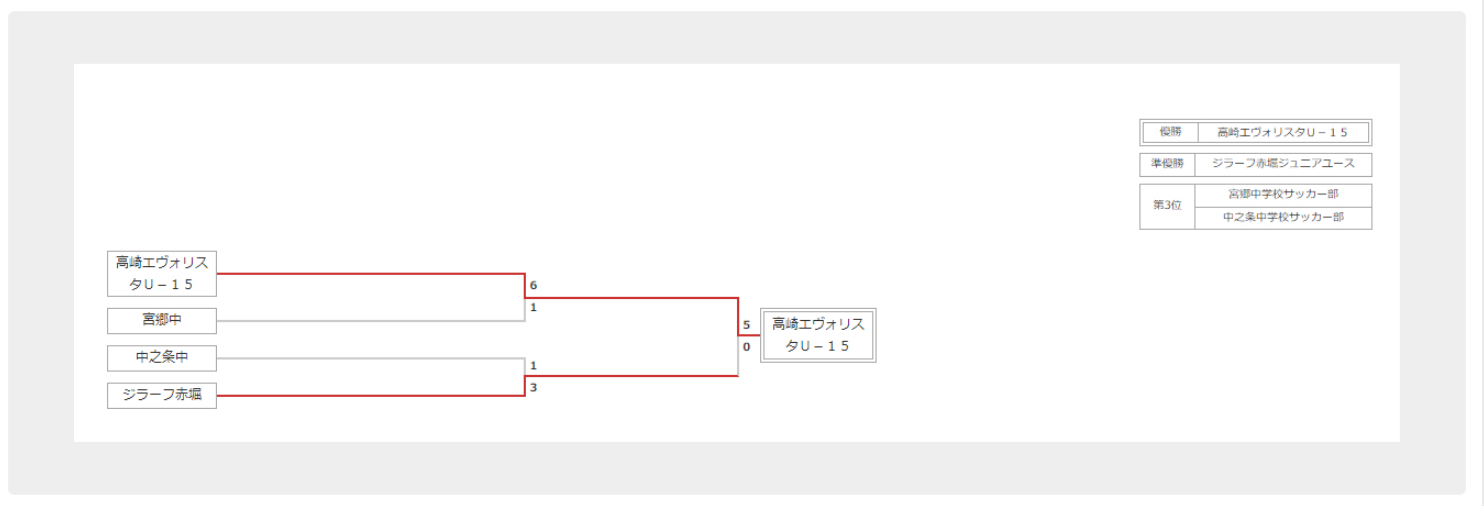 優勝 高崎エヴォリスタU－１５
準優勝 ジラーフ赤堀ジュニアユース
第3位 宮郷中学校サッカー部
中之条中学校サッカー部
高崎エヴォリス
タU－１５
宮郷中
中之条中
ジラーフ赤堀
6
1
1
3
5
0
高崎エヴォリス
タU－１５